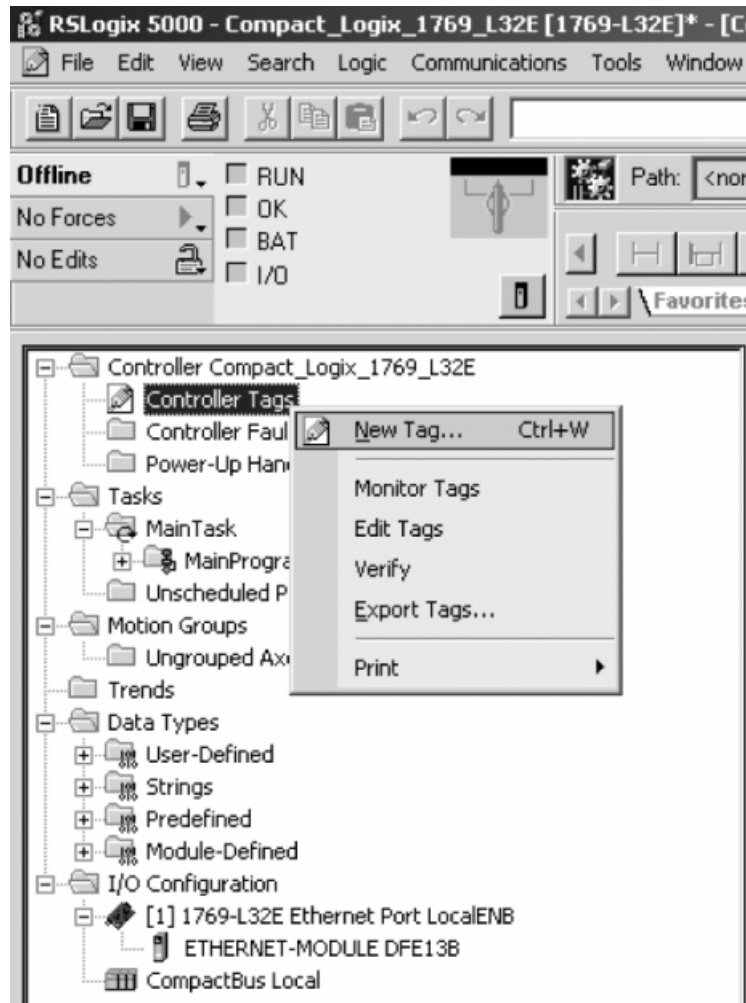 RSLogix 5000 - Compact_Logix_1769_L32E [1769-L32E]* - [C
File Edit View Search Logic Communications Tools Window
Offline RUN Path: <nor
No Forces OK
No Edits BAT
I/O
Favorites
Controller Compact_Logix_1769_L32E
Controller Tags
New Tag... Ctrl+W
Controller Faul
Power-Up Han
Monitor Tags
Tasks
Edit Tags
MainTask
Verify
MainProgra
Unscheduled P
Export Tags...
Motion Groups
Ungrouped Ax
Print
Trends
Data Types
User-Defined
Strings
Predefined
Module-Defined
I/O Configuration
[1] 1769-L32E Ethernet Port LocalENB
ETHERNET-MODULE DFE13B
CompactBus Local